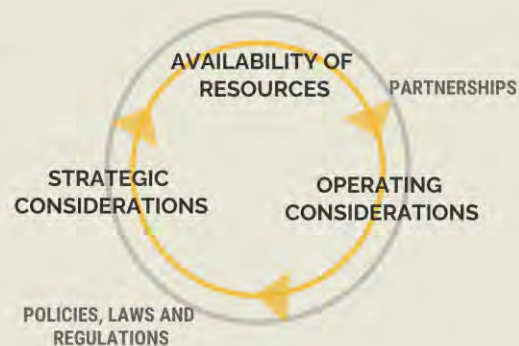 AVAILABILITY OF
RESOURCES
PARTNERSHIPS
STRATEGIC
CONSIDERATIONS
OPERATING
CONSIDERATIONS
POLICIES, LAWS AND
REGULATIONS